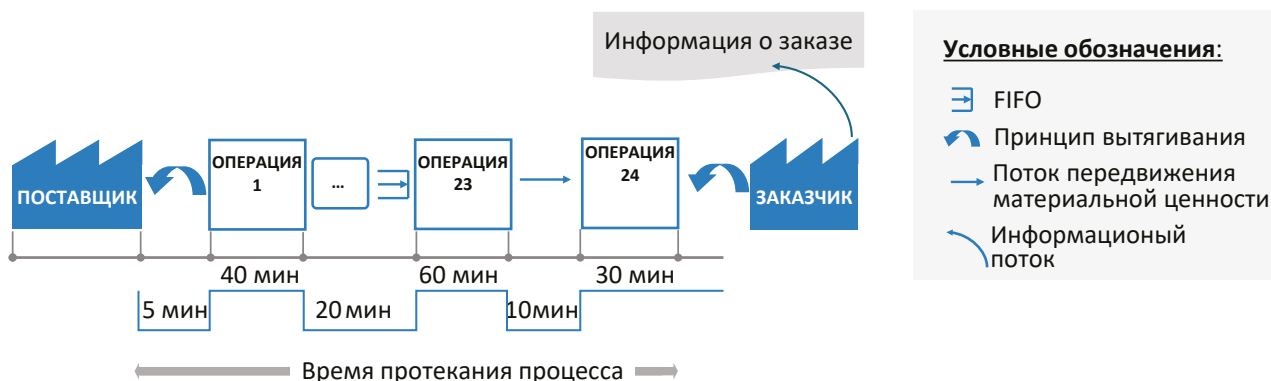 Информация о заказе
Условные обозначения:
FIFO
Принцип вытягивания
Поток передвижения
материальной ценности
Информационый
поток
ПОСТАВЩИК
ОПЕРАЦИЯ
1
...
ОПЕРАЦИЯ
23
ОПЕРАЦИЯ
24
ЗАКАЗЧИК
40 мин
60 мин
30 мин
5 мин
20 мин
10мин
Время протекания процесса